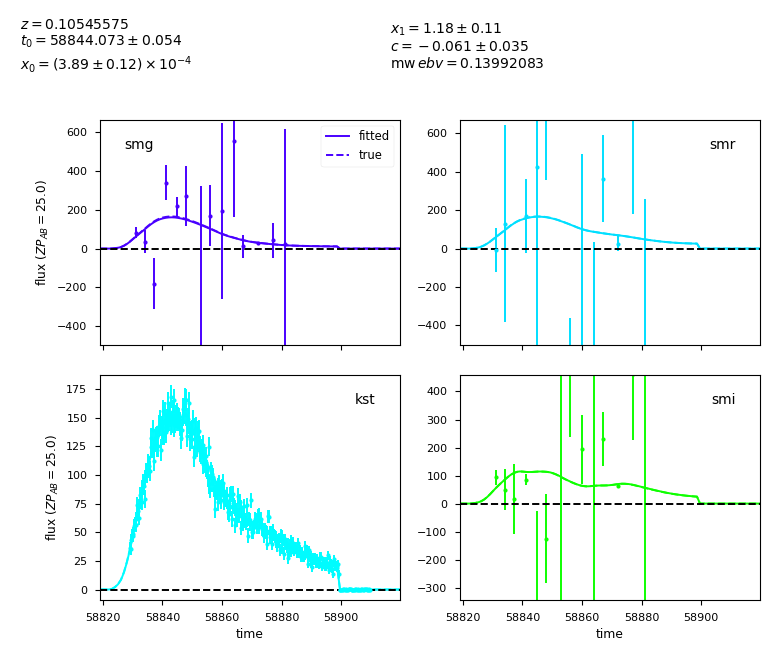 z = 0.10545575
t₀ = 58844.073 ± 0.054
x₀ = (3.89 ± 0.12) × 10⁻⁴
x₁ = 1.18 ± 0.11
c = −0.061 ± 0.035
mw ebv = 0.13992083
smg
fitted
true
600
400
200
0
−200
−400
flux (ZP_AB = 25.0)
smr
600
400
200
0
−200
−400
kst
175
150
125
100
75
50
25
0
flux (ZP_AB = 25.0)
58820 58840 58860 58880 58900
time
smi
400
300
200
100
0
−100
−200
−300
58820 58840 58860 58880 58900
time